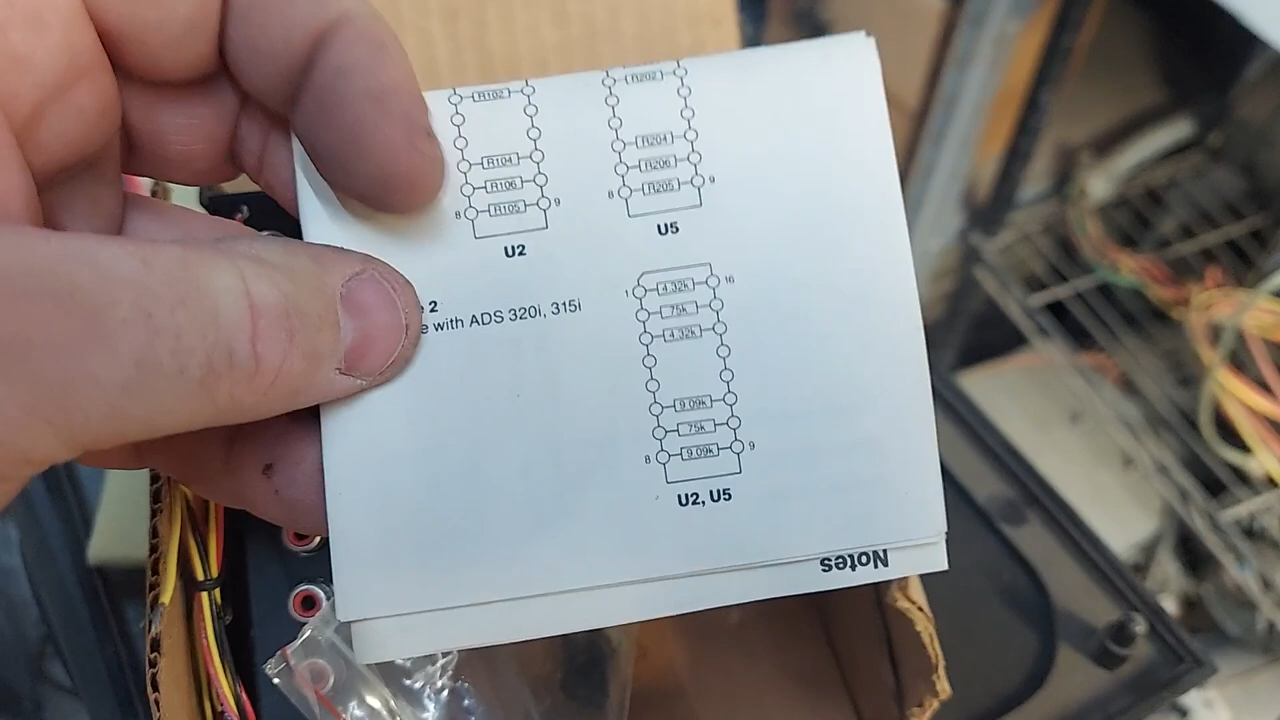 R102
R104
R106
R105
8
9
U2
R202
R204
R206
R205
8
9
U5
2
with ADS 320i, 315i
1
4.32k
16
75k
4.32k
9.09k
75k
8
9.09k
9
U2, U5
Notes